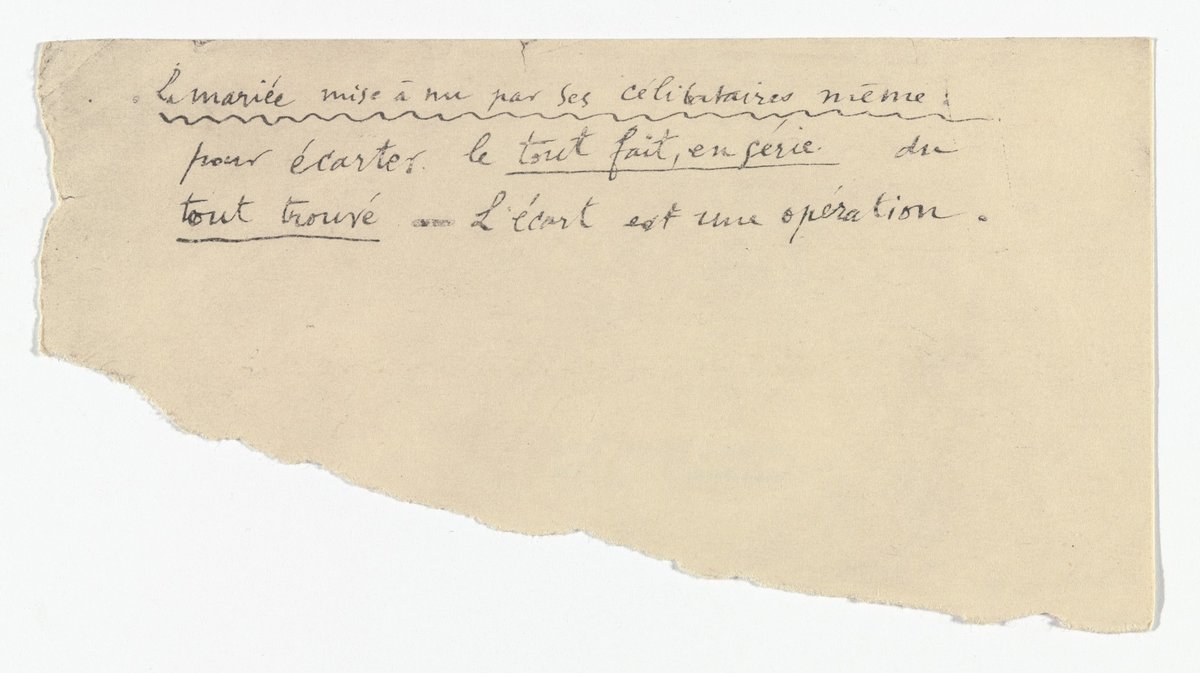 La mariée mise à nu par ses célibataires même :
pour écarter le tout fait, en série du
tout trouvé — L'écart est une opération.